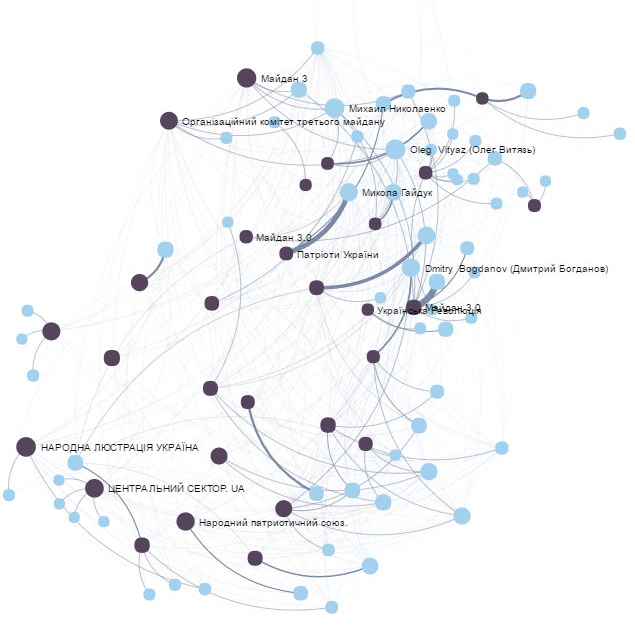 Майдан 3
Михаил Николаенко
Організаційний комітет третього майдану
Oleg Vityaz (Олег Витязь)
Микола Гайдук
Майдан 3.0
Патріоти України
Dmitry Bogdanov (Дмитрий Богданов)
Майдан 3.0
Українська Революція
НАРОДНА ЛЮСТРАЦІЯ УКРАЇНА
ЦЕНТРАЛЬНИЙ СЕКТОР. UA
Народний патриотичний союз.